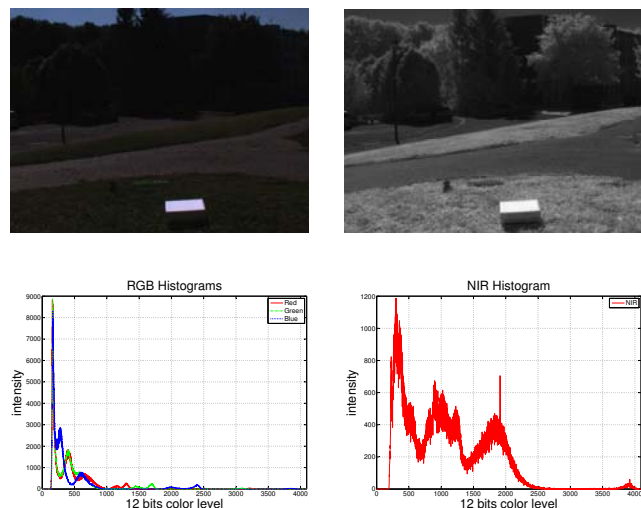 RGB Histograms
9000
8000
7000
6000
5000
4000
3000
2000
1000
0
intensity
Red
Green
Blue
0 500 1000 1500 2000 2500 3000 3500 4000
12 bits color level
NIR Histogram
1200
1000
800
600
400
200
0
intensity
NIR
0 500 1000 1500 2000 2500 3000 3500 4000
12 bits color level